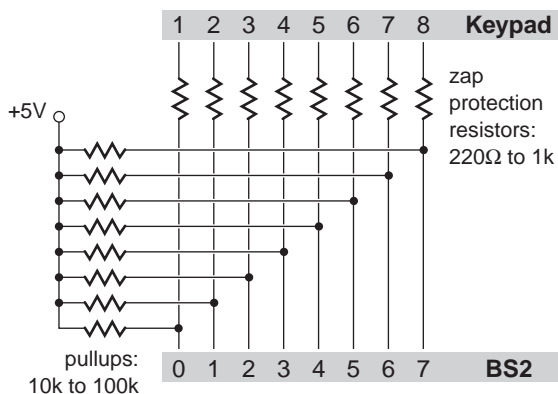 1 2 3 4 5 6 7 8 Keypad
zap
protection
resistors:
220Ω to 1k
+5V
pullups:
10k to 100k
0 1 2 3 4 5 6 7 BS2